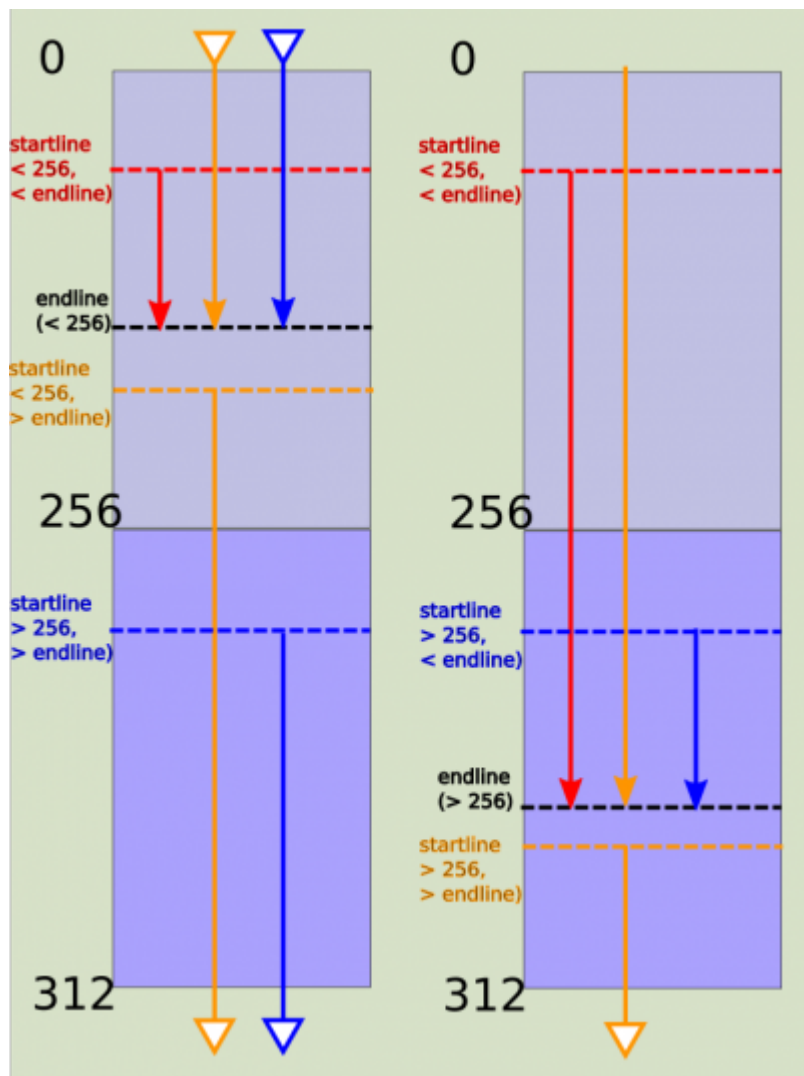 0
startline
< 256,
< endline)
endline
(< 256)
startline
< 256,
> endline)
256
startline
> 256,
> endline)
312
0
startline
< 256,
< endline)
256
startline
> 256,
< endline)
endline
(> 256)
startline
> 256,
> endline)
312